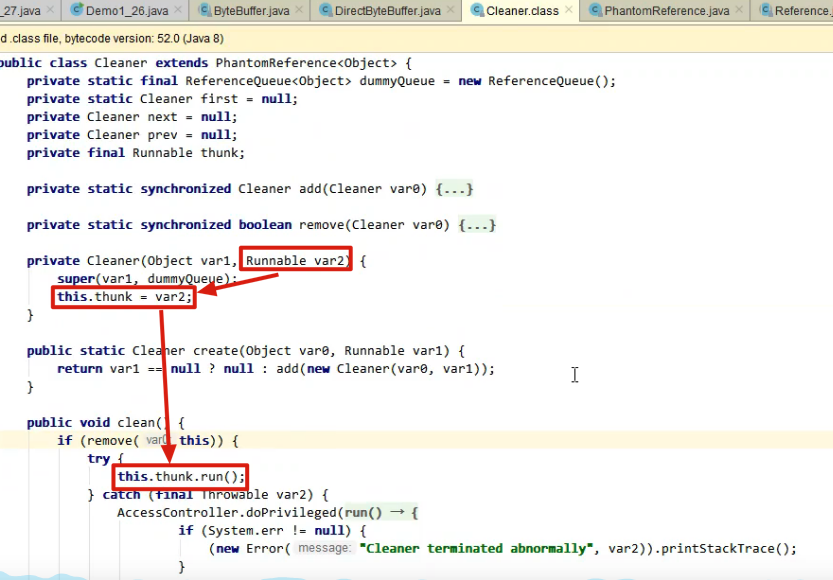 _27.java Demo1_26.java ByteBuffer.java DirectByteBuffer.java Cleaner.class PhantomReference.java Reference.j
d .class file, bytecode version: 52.0 (Java 8)
public class Cleaner extends PhantomReference<Object> {
private static final ReferenceQueue<Object> dummyQueue = new ReferenceQueue();
private static Cleaner first = null;
private Cleaner next = null;
private Cleaner prev = null;
private final Runnable thunk;
private static synchronized Cleaner add(Cleaner var0) {...}
private static synchronized boolean remove(Cleaner var0) {...}
private Cleaner(Object var1, Runnable var2) {
super(var1, dummyQueue);
this.thunk = var2;
}
public static Cleaner create(Object var0, Runnable var1) {
return var1 == null ? null : add(new Cleaner(var0, var1));
}
public void clean() {
if (remove( var0: this)) {
try {
this.thunk.run();
} catch (final Throwable var2) {
AccessController.doPrivileged(run() → {
if (System.err != null) {
(new Error( message: "Cleaner terminated abnormally", var2)).printStackTrace();
}